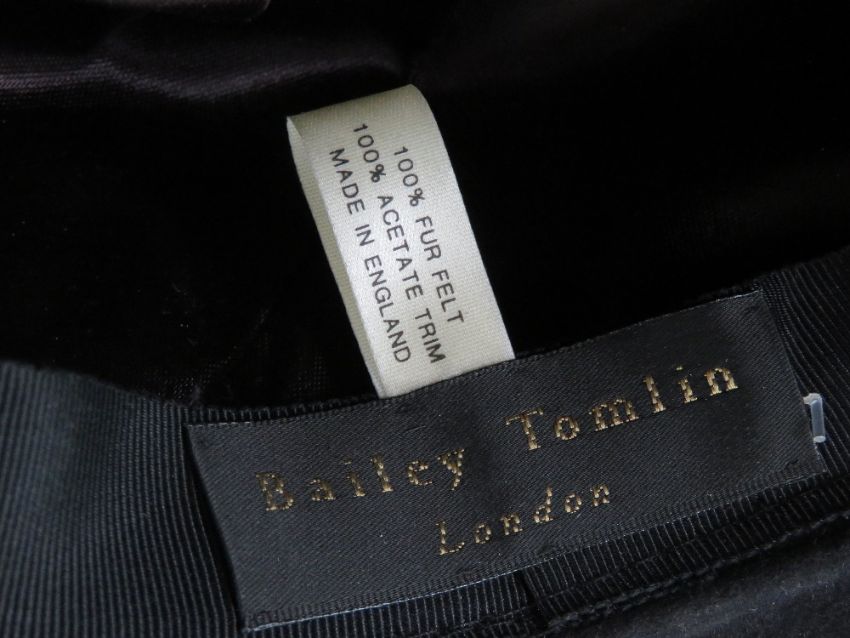 100% FUR FELT
100% ACETATE TRIM
MADE IN ENGLAND
Bailey Tomlin
London